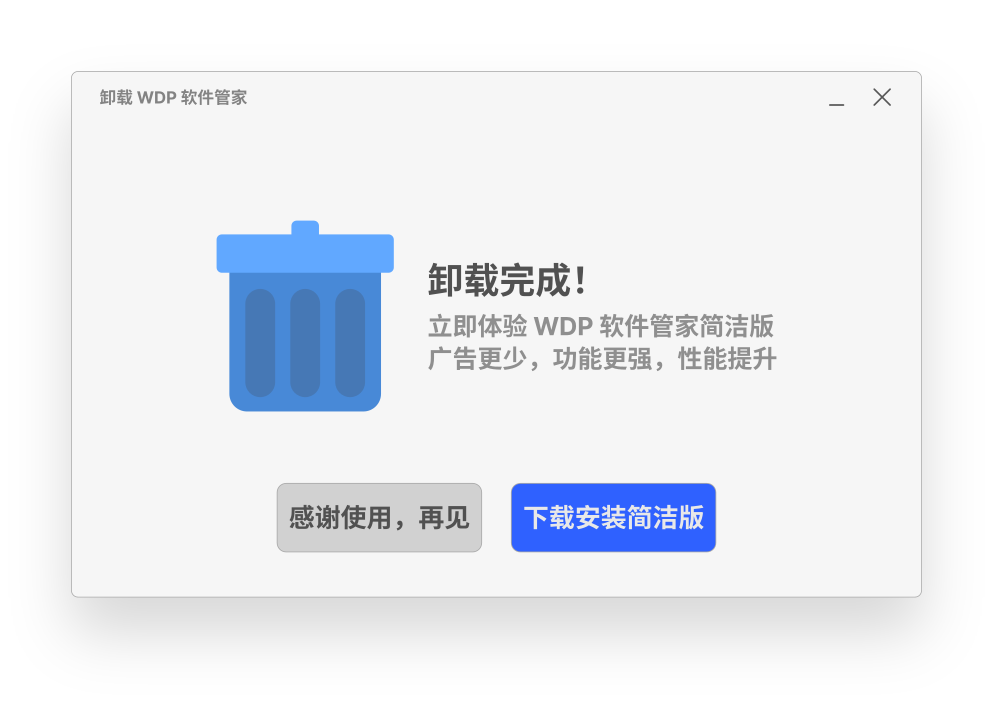 卸载 WDP 软件管家
卸载完成！
立即体验 WDP 软件管家简洁版
广告更少，功能更强，性能提升
感谢使用，再见
下载安装简洁版